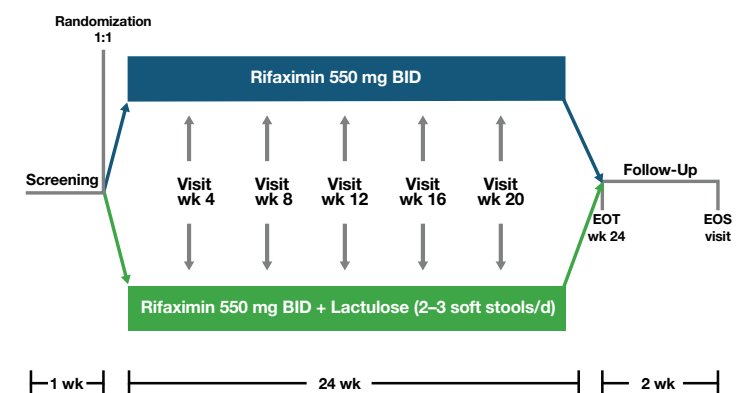 Randomization
1:1
Rifaximin 550 mg BID
Screening
Visit
wk 4
Visit
wk 8
Visit
wk 12
Visit
wk 16
Visit
wk 20
Follow-Up
EOT
wk 24
EOS
visit
Rifaximin 550 mg BID + Lactulose (2–3 soft stools/d)
1 wk
24 wk
2 wk